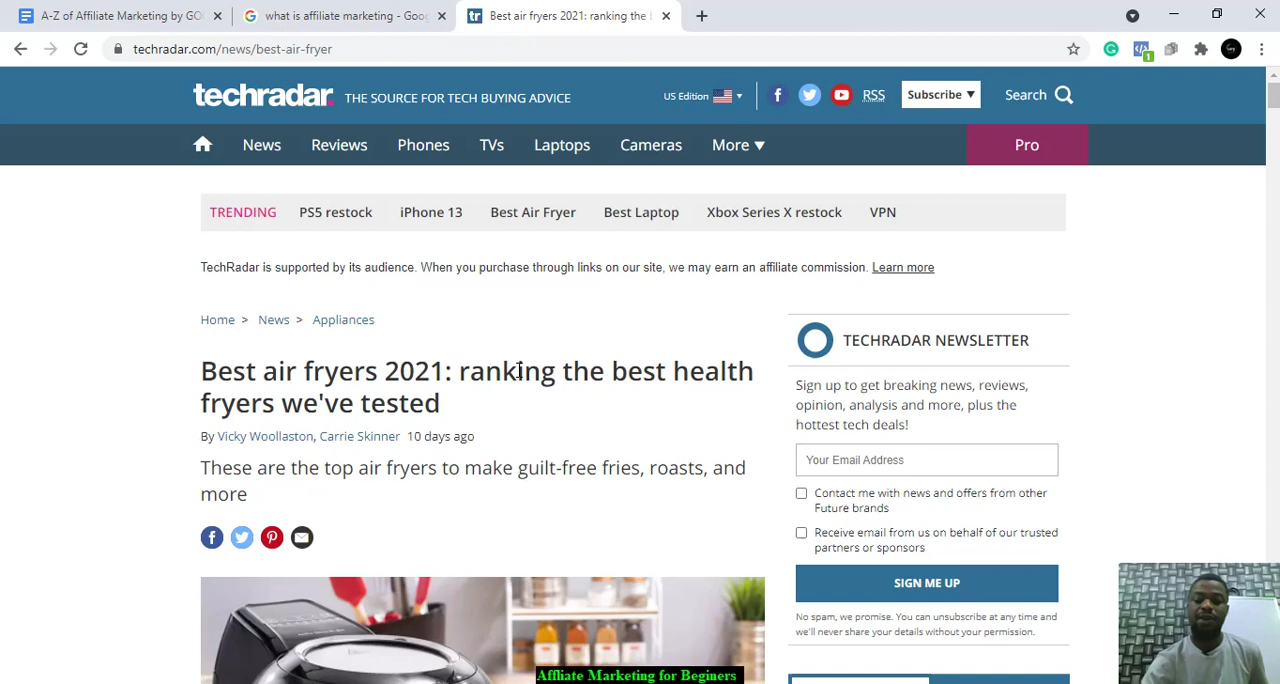 A-Z of Affiliate Marketing by GO
what is affiliate marketing - Goog
Best air fryers 2021: ranking the b
techradar.com/news/best-air-fryer
1
techradar.
THE SOURCE FOR TECH BUYING ADVICE
US Edition
RSS
Subscribe ▼
Search
News
Reviews
Phones
TVs
Laptops
Cameras
More ▼
Pro
TRENDING
PS5 restock
iPhone 13
Best Air Fryer
Best Laptop
Xbox Series X restock
VPN
TechRadar is supported by its audience. When you purchase through links on our site, we may earn an affiliate commission. Learn more
Home > News > Appliances
Best air fryers 2021: ranking the best health
fryers we've tested
By Vicky Woollaston, Carrie Skinner 10 days ago
These are the top air fryers to make guilt-free fries, roasts, and
more
tr
TECHRADAR NEWSLETTER
Sign up to get breaking news, reviews,
opinion, analysis and more, plus the
hottest tech deals!
Your Email Address
Contact me with news and offers from other
Future brands
Receive email from us on behalf of our trusted
partners or sponsors
SIGN ME UP
No spam, we promise. You can unsubscribe at any time and
we'll never share your details without your permission.
Affliate Marketing for Beginers